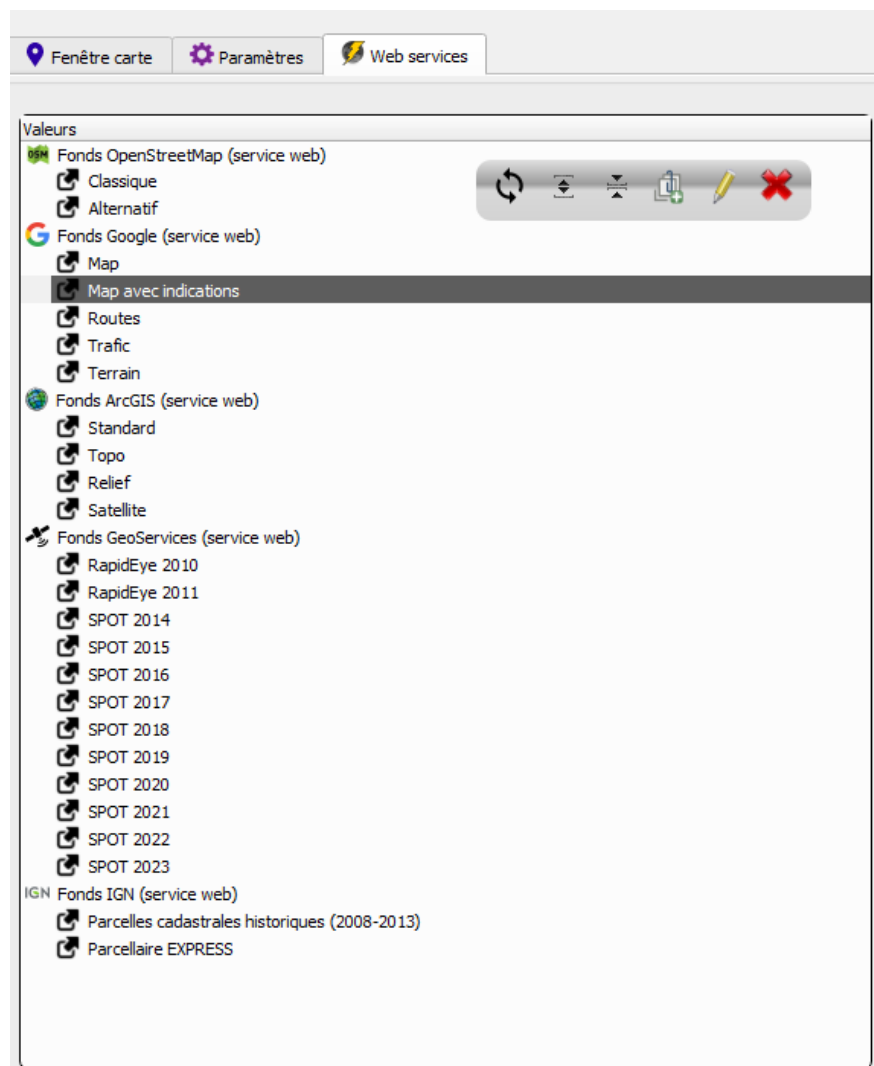 Fenêtre carte Paramètres Web services
Valeurs
OSM Fonds OpenStreetMap (service web)
Classique
Alternatif
G Fonds Google (service web)
Map
Map avec indications
Routes
Trafic
Terrain
Fonds ArcGIS (service web)
Standard
Topo
Relief
Satellite
Fonds GeoServices (service web)
RapidEye 2010
RapidEye 2011
SPOT 2014
SPOT 2015
SPOT 2016
SPOT 2017
SPOT 2018
SPOT 2019
SPOT 2020
SPOT 2021
SPOT 2022
SPOT 2023
IGN Fonds IGN (service web)
Parcelles cadastrales historiques (2008-2013)
Parcellaire EXPRESS